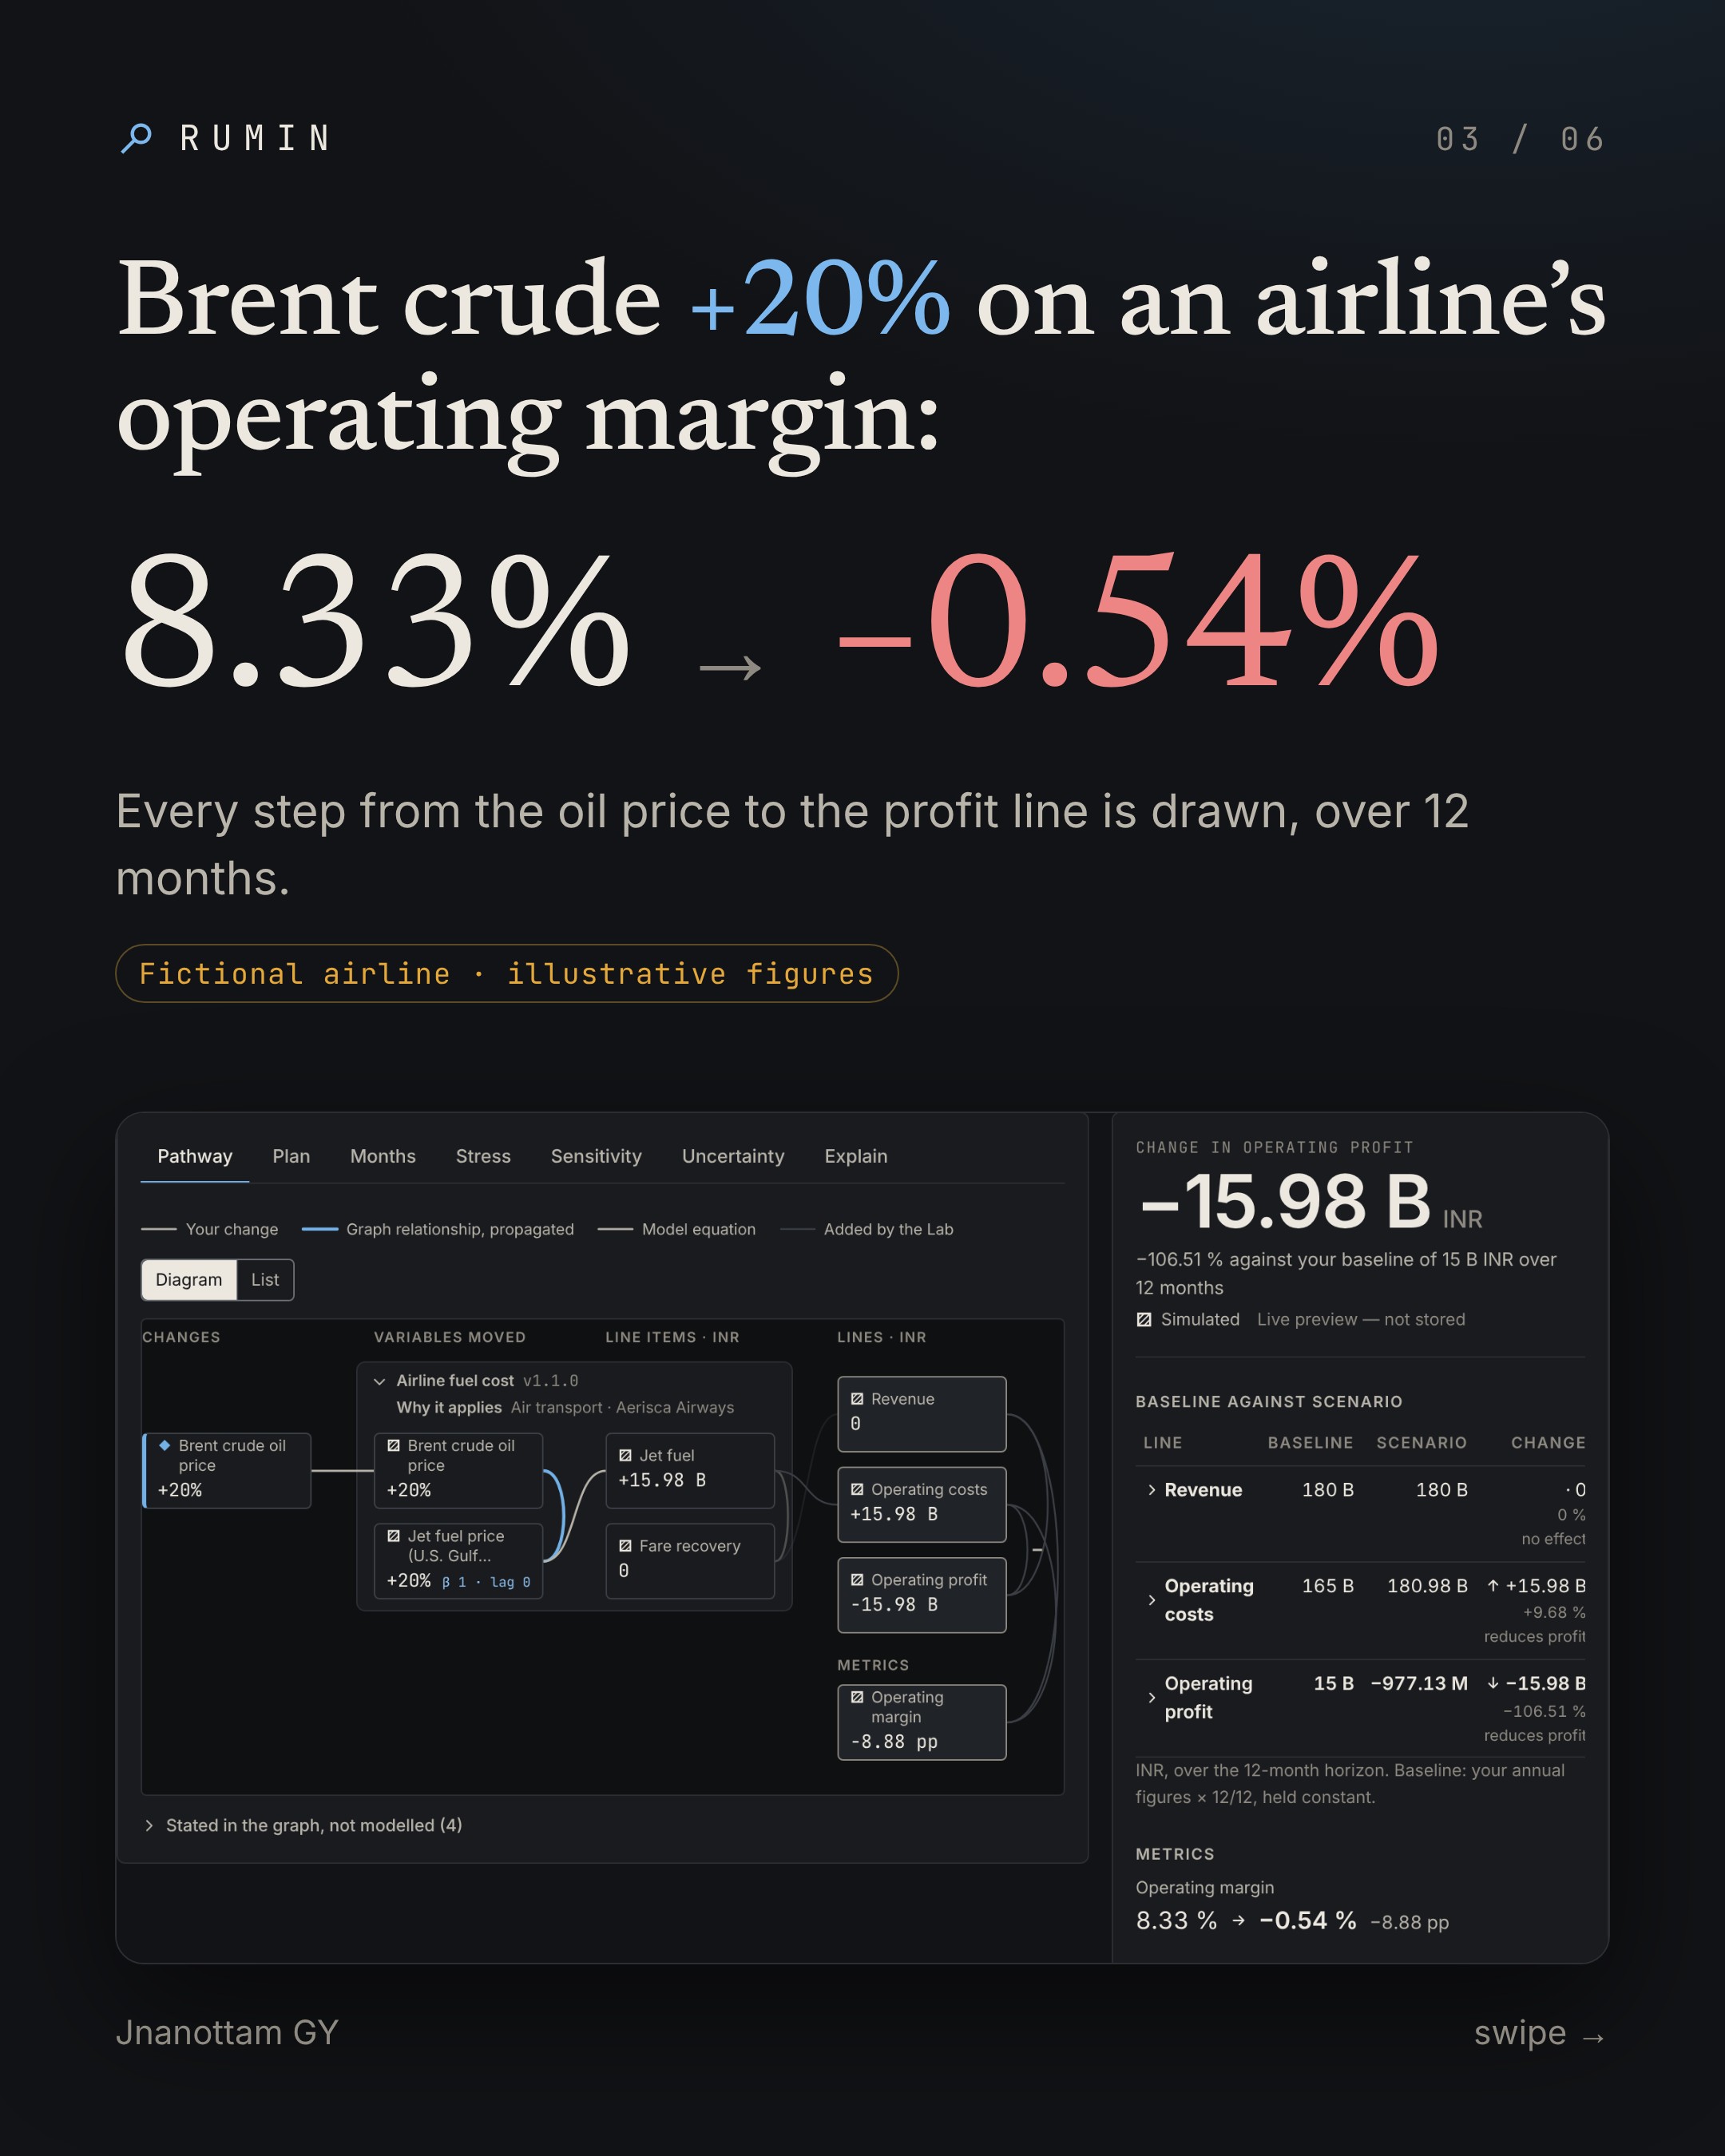 RUMIN
03 / 06
Brent crude +20% on an airline’s
operating margin:
8.33% → −0.54%
Every step from the oil price to the profit line is drawn, over 12
months.
Fictional airline · illustrative figures
Pathway Plan Months Stress Sensitivity Uncertainty Explain
Your change Graph relationship, propagated Model equation Added by the Lab
Diagram List
CHANGES VARIABLES MOVED LINE ITEMS · INR LINES · INR
Airline fuel cost v1.1.0
Why it applies Air transport · Aerisca Airways
Brent crude oil
price
+20%
Brent crude oil
price
+20%
Jet fuel price
(U.S. Gulf...
+20% β 1 · lag 0
Jet fuel
+15.98 B
Fare recovery
0
Revenue
0
Operating costs
+15.98 B
Operating profit
-15.98 B
−
METRICS
Operating
margin
-8.88 pp
Stated in the graph, not modelled (4)
CHANGE IN OPERATING PROFIT
−15.98 B INR
−106.51 % against your baseline of 15 B INR over
12 months
Simulated Live preview — not stored
BASELINE AGAINST SCENARIO
LINE BASELINE SCENARIO CHANGE
Revenue 180 B 180 B · 0
0 %
no effect
Operating
costs 165 B 180.98 B ↑ +15.98 B
+9.68 %
reduces profit
Operating
profit 15 B −977.13 M ↓ −15.98 B
−106.51 %
reduces profit
INR, over the 12-month horizon. Baseline: your annual
figures × 12/12, held constant.
METRICS
Operating margin
8.33 % → −0.54 % −8.88 pp
Jnanottam GY
swipe →